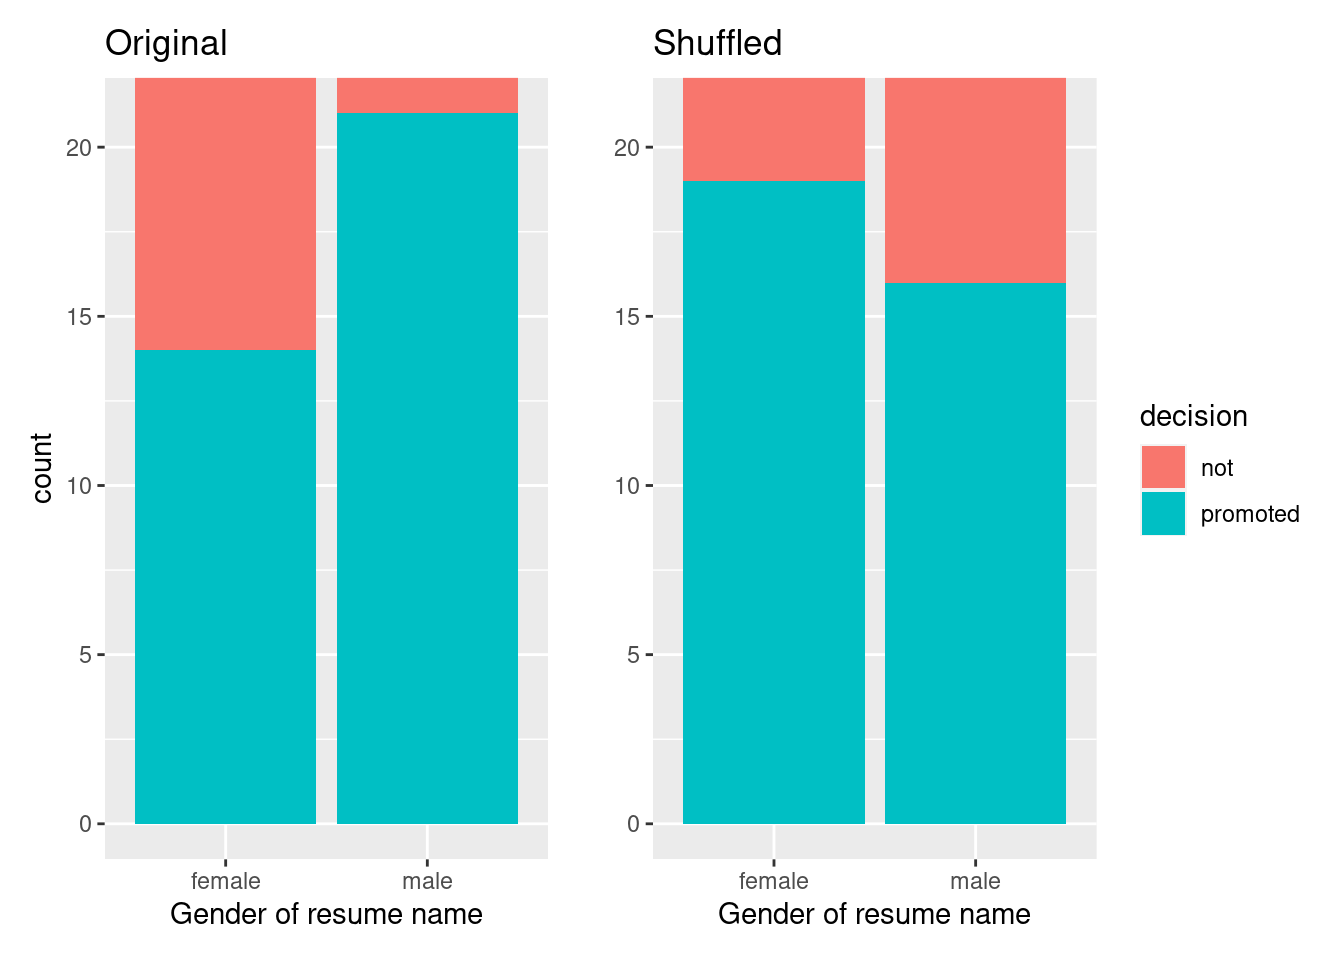 Original
count
20
15
10
5
0
female male
Gender of resume name
Shuffled
20
15
10
5
0
female male
Gender of resume name
decision
not
promoted